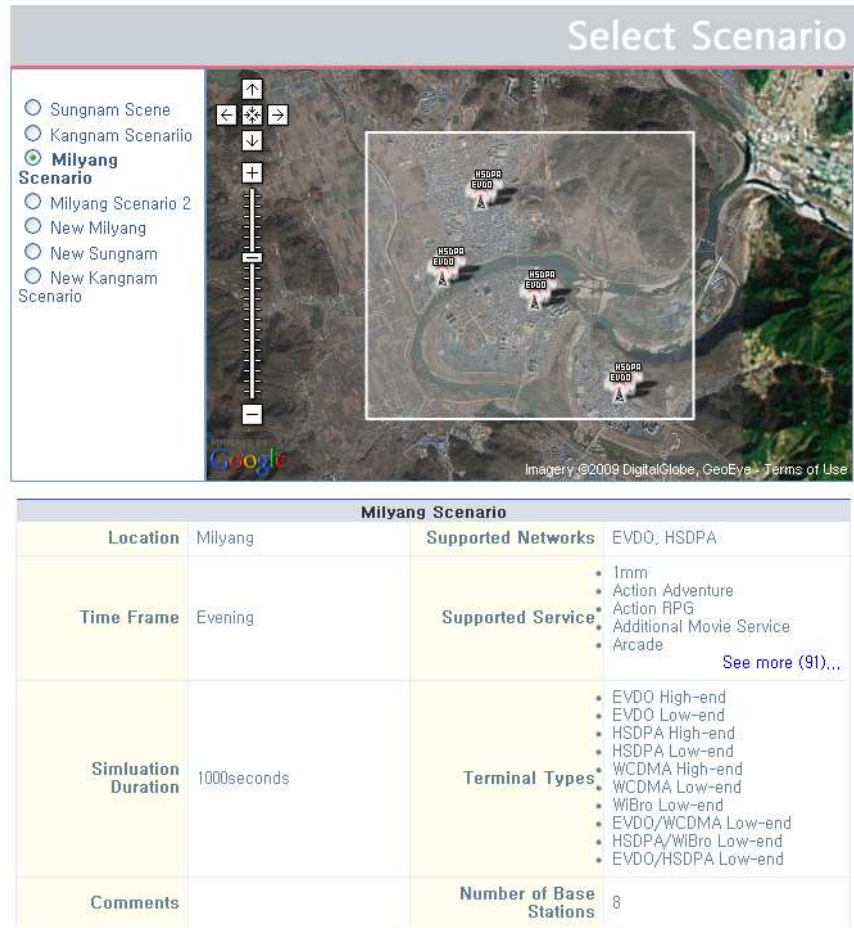 Select Scenario
Sungnam Scene
Kangnam Scenariio
Milyang
Scenario
Milyang Scenario 2
New Milyang
New Sungnam
New Kangnam
Scenario
HSDPA
EVDO
HSDPA
EVDO
HSDPA
EVDO
HSDPA
EVDO
POWERED BY
Google
Imagery ©2009 DigitalGlobe, GeoEye - Terms of Use
Milyang Scenario
Location Milyang Supported Networks EVDO, HSDPA
Time Frame Evening Supported Service
• 1mm
• Action Adventure
• Action RPG
• Additional Movie Service
• Arcade
See more (91)...
Simluation
Duration
1000seconds
Terminal Types
• EVDO High-end
• EVDO Low-end
• HSDPA High-end
• HSDPA Low-end
• WCDMA High-end
• WCDMA Low-end
• WiBro Low-end
• EVDO/WCDMA Low-end
• HSDPA/WiBro Low-end
• EVDO/HSDPA Low-end
Comments
Number of Base
Stations
8